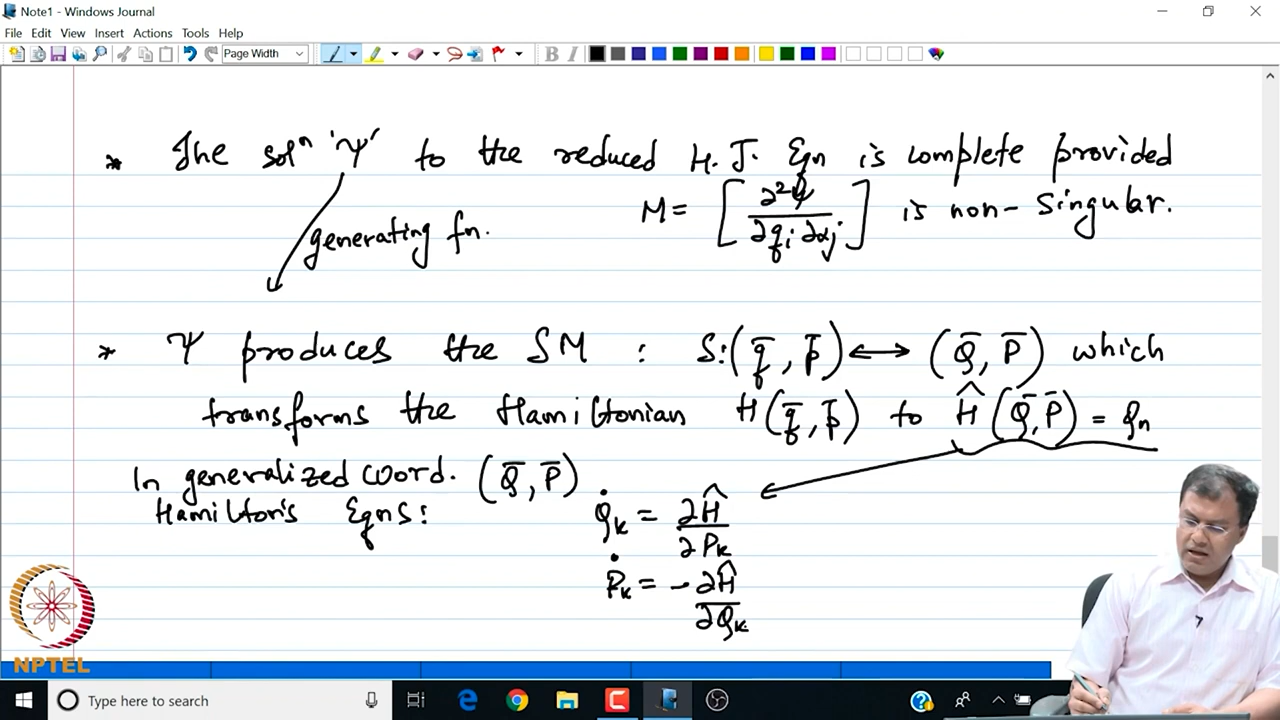 Note1 - Windows Journal
File Edit View Insert Actions Tools Help
Page Width
B I
* The solⁿ 'Ψ' to the reduced H. J. Eqn is complete provided
M = [∂²Ψ / ∂qi ∂αj] is non-singular.
generating fn.
* Ψ produces the SM : S:(q̄, p̄) ↔ (Q̄, P̄) which
transforms the Hamiltonian H(q̄, p̄) to Ĥ(Q̄, P̄) = Qn
In generalized coord. (Q̄, P̄)
Hamilton's Eqns: Q̇k = ∂Ĥ / ∂Pk
Ṗk = - ∂Ĥ / ∂Qk
NPTEL
Type here to search